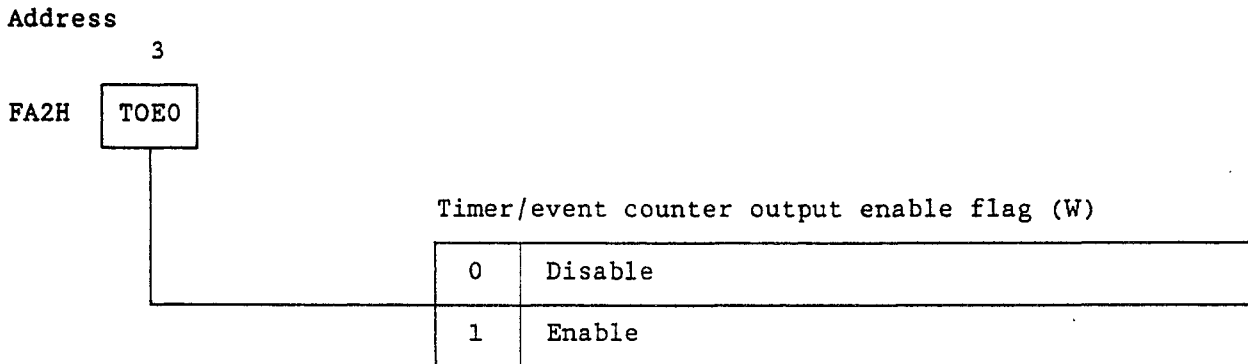 Address
3
FA2H TOE0
Timer/event counter output enable flag (W)
0 Disable
1 Enable